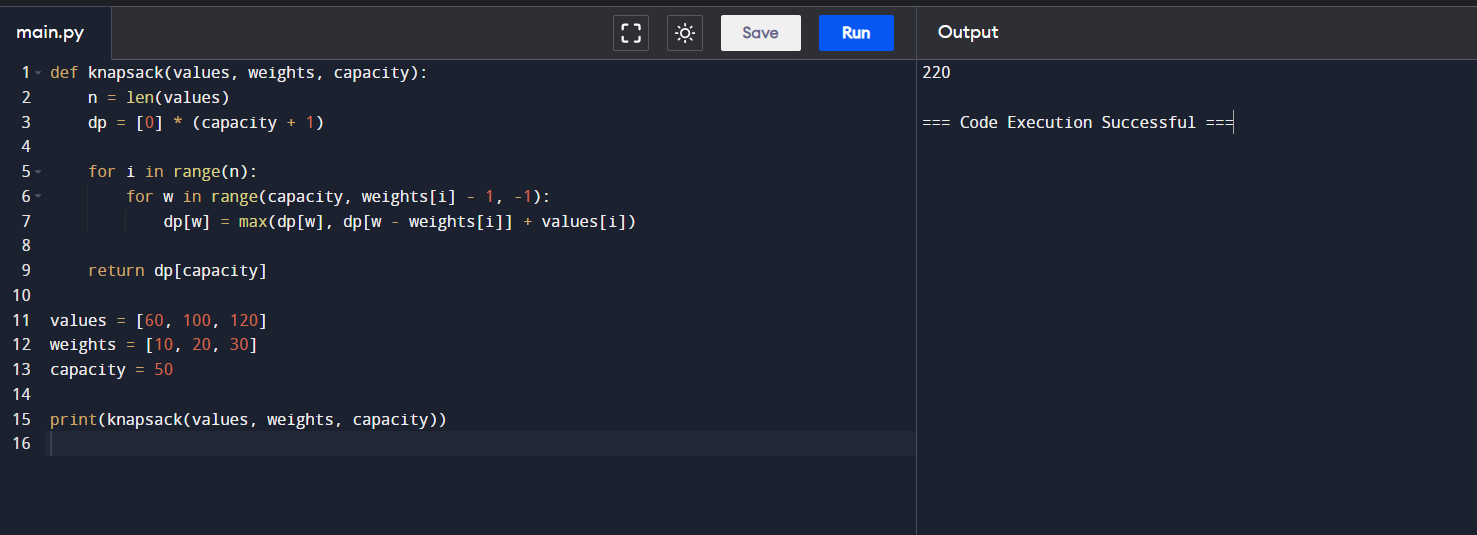 main.py
Save
Run
Output
1 def knapsack(values, weights, capacity):
2     n = len(values)
3     dp = [0] * (capacity + 1)
4
5     for i in range(n):
6         for w in range(capacity, weights[i] - 1, -1):
7             dp[w] = max(dp[w], dp[w - weights[i]] + values[i])
8
9     return dp[capacity]
10
11 values = [60, 100, 120]
12 weights = [10, 20, 30]
13 capacity = 50
14
15 print(knapsack(values, weights, capacity))
16
220
=== Code Execution Successful ===